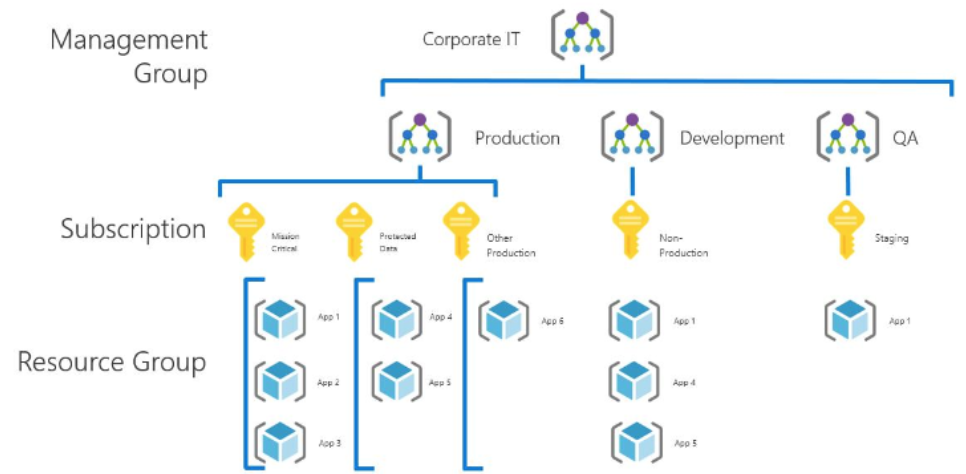 Management
Group
Corporate IT
Production
Development
QA
Subscription
Mission
Critical
Protected
Data
Other
Production
Non-
Production
Staging
Resource Group
App 1
App 4
App 6
App 1
App 1
App 2
App 5
App 4
App 3
App 5